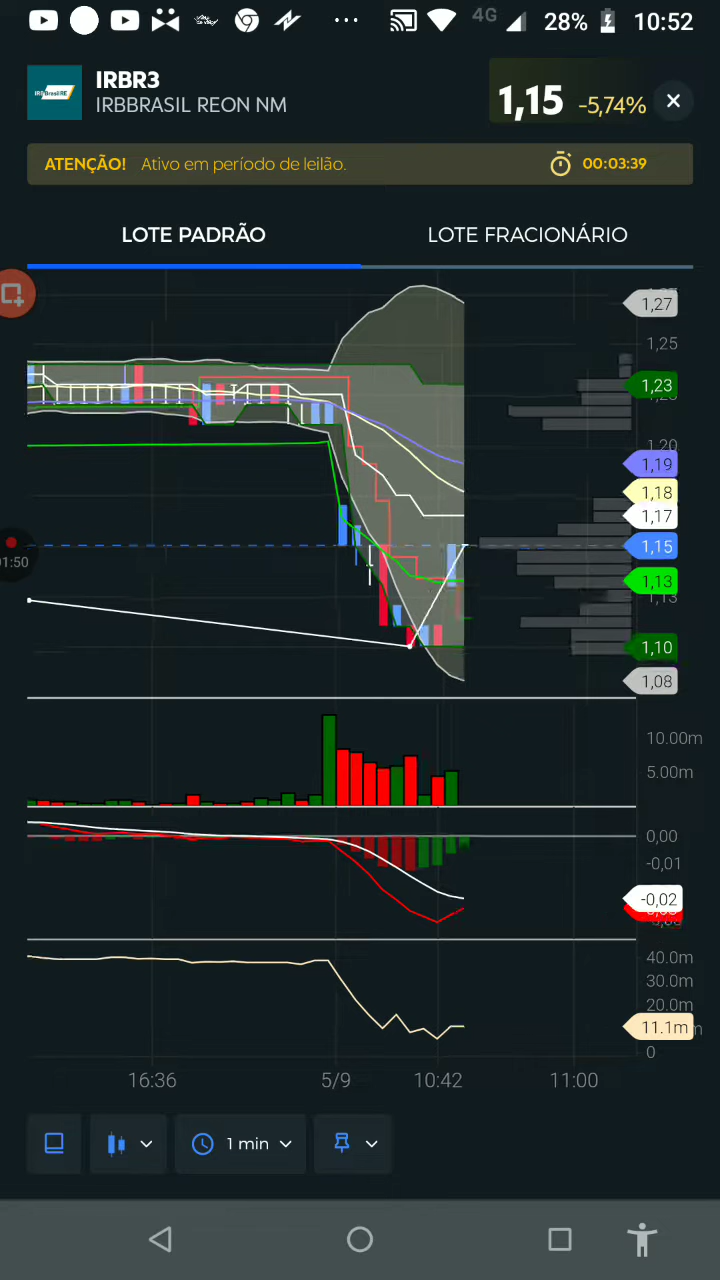 4G 28% 10:52
IRBR3
IRBBRASIL REON NM
1,15 -5,74%
ATENÇÃO! Ativo em período de leilão. 00:03:39
LOTE PADRÃO LOTE FRACIONÁRIO
1,27
1,25
1,23
1,20
1,19
1,18
1,17
1,15
1:50
1,13
1,13
1,10
1,08
10.00m
5.00m
0,00
-0,01
-0,02
40.0m
30.0m
20.0m
11.1m
0
16:36 5/9 10:42 11:00
1 min